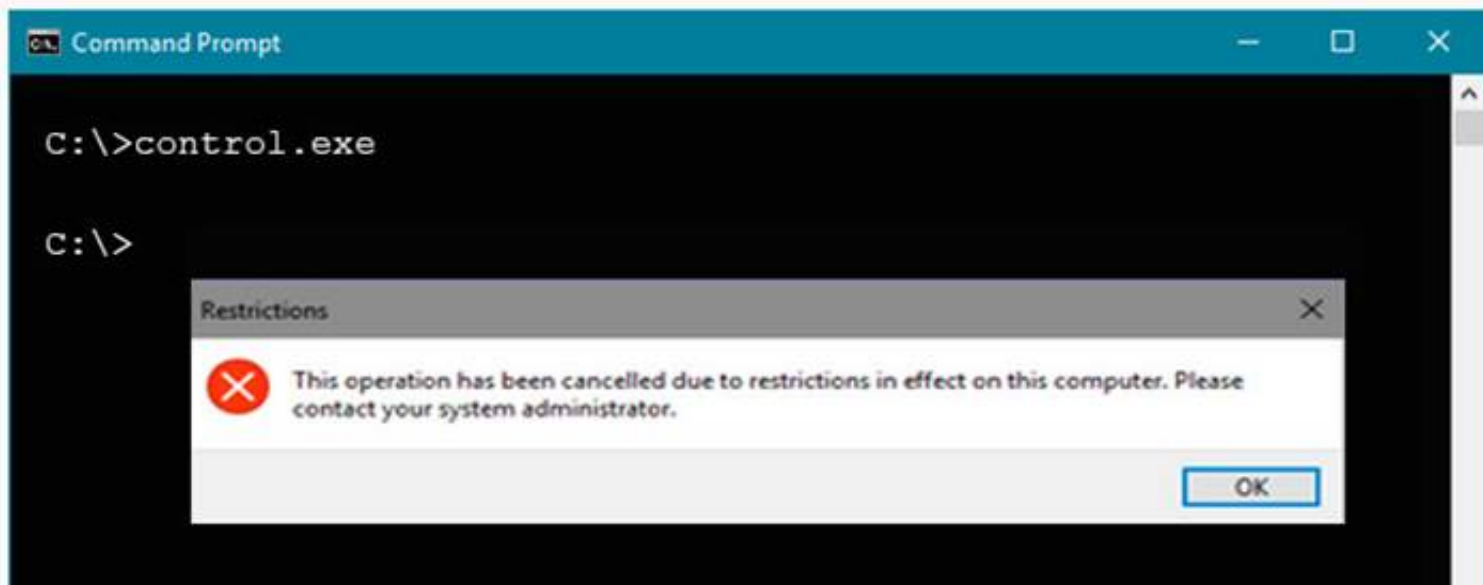 Command Prompt
C:\>control.exe
C:\>
Restrictions
This operation has been cancelled due to restrictions in effect on this computer. Please
contact your system administrator.
OK